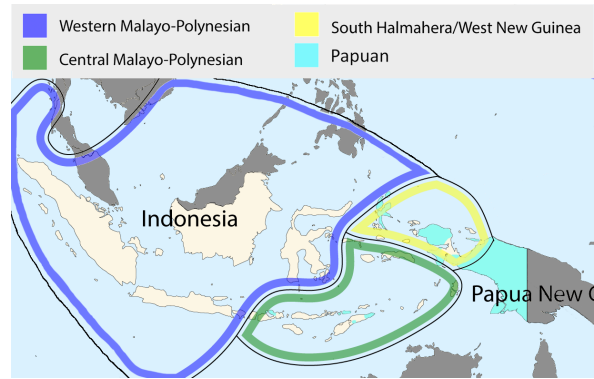 Western Malayo-Polynesian
South Halmahera/West New Guinea
Central Malayo-Polynesian
Papuan
Indonesia
Papua New G